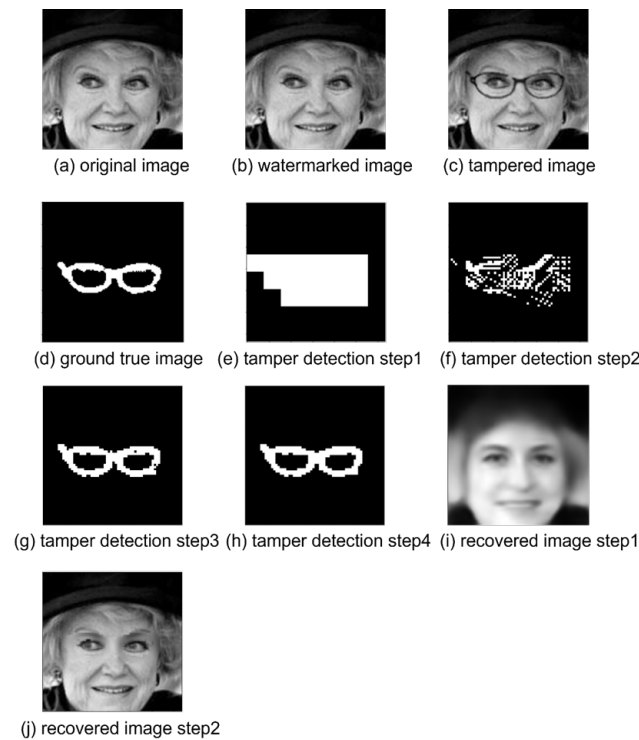 (a) original image
(b) watermarked image
(c) tampered image
(d) ground true image
(e) tamper detection step1
(f) tamper detection step2
(g) tamper detection step3
(h) tamper detection step4
(i) recovered image step1
(j) recovered image step2